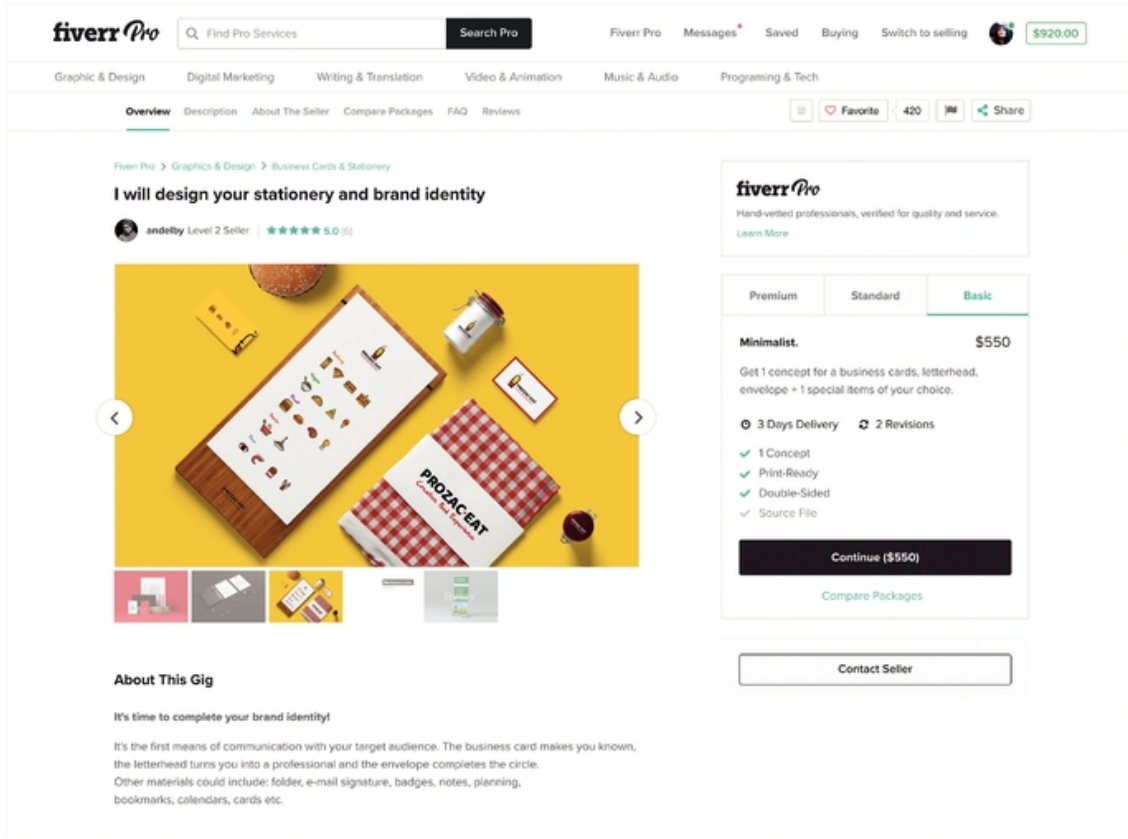 fiverr Pro
Find Pro Services
Search Pro
Fiverr Pro
Messages
Saved
Buying
Switch to selling
$920.00
Graphic & Design
Digital Marketing
Writing & Translation
Video & Animation
Music & Audio
Programing & Tech
Overview
Description
About The Seller
Compare Packages
FAQ
Reviews
Favorite
420
Share
Fiverr Pro > Graphics & Design > Business Cards & Stationery
I will design your stationery and brand identity
andelby Level 2 Seller
5.0 (6)
PROZAC-EAT
About This Gig
It's time to complete your brand identity!
It's the first means of communication with your target audience. The business card makes you known,
the letterhead turns you into a professional and the envelope completes the circle.
Other materials could include: folder, e-mail signature, badges, notes, planning,
bookmarks, calendars, cards etc.
fiverr Pro
Hand-vetted professionals, verified for quality and service.
Learn More
Premium
Standard
Basic
Minimalist.
$550
Get 1 concept for a business cards, letterhead,
envelope + 1 special items of your choice.
3 Days Delivery
2 Revisions
1 Concept
Print-Ready
Double-Sided
Source File
Continue ($550)
Compare Packages
Contact Seller